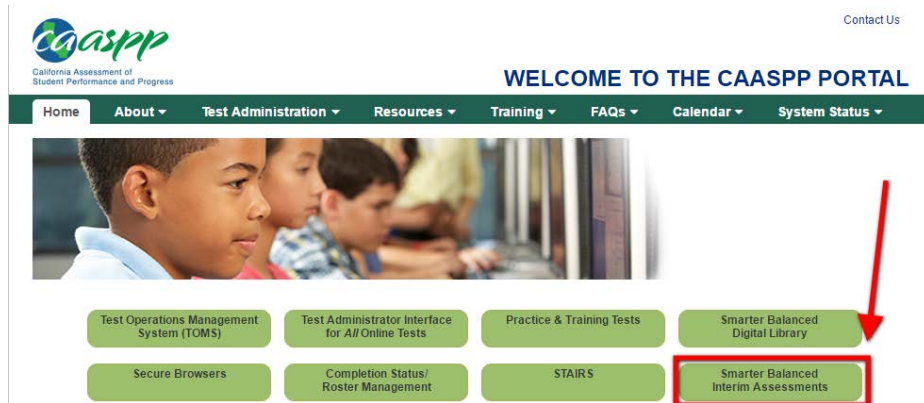 Contact Us
caaspp
California Assessment of
Student Performance and Progress
WELCOME TO THE CAASPP PORTAL
Home About Test Administration Resources Training FAQs Calendar System Status
Test Operations Management
System (TOMS)
Test Administrator Interface
for All Online Tests
Practice & Training Tests
Smarter Balanced
Digital Library
Secure Browsers
Completion Status/
Roster Management
STAIRS
Smarter Balanced
Interim Assessments